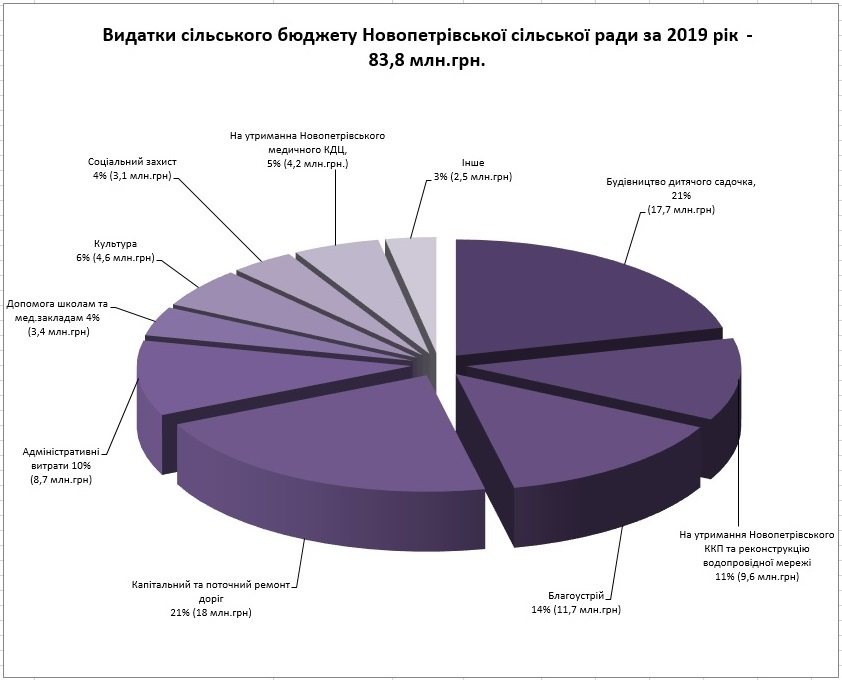 Видатки сільського бюджету Новопетрівської сільської ради за 2019 рік -
83,8 млн.грн.
На утриманна Новопетрівського
медичного КДЦ,
5% (4,2 млн.грн.)
Соціальний захист
4% (3,1 млн.грн)
Інше
3% (2,5 млн.грн)
Будівництво дитячого садочка,
21%
(17,7 млн.грн)
Культура
6% (4,6 млн.грн)
Допомога школам та
мед.закладам 4%
(3,4 млн.грн)
Адміністративні
витрати 10%
(8,7 млн.грн)
На утримання Новопетрівського
ККП та реконструкцію
водопровідної мережі
11% (9,6 млн.грн)
Капітальний та поточний ремонт
доріг
21% (18 млн.грн)
Благоустрій
14% (11,7 млн.грн)